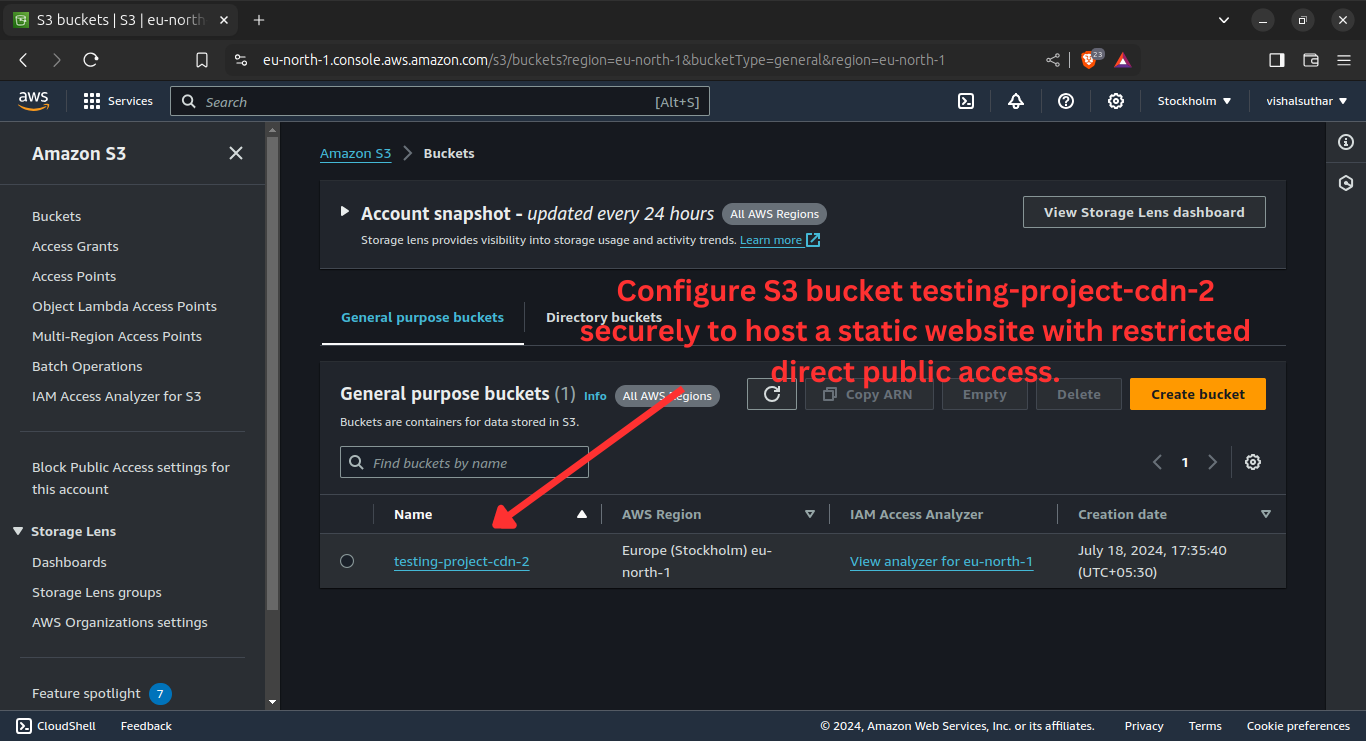 S3 buckets | S3 | eu-north
eu-north-1.console.aws.amazon.com/s3/buckets?region=eu-north-1&bucketType=general&region=eu-north-1
23
aws
Services
Search
[Alt+S]
Stockholm
vishalsuthar
Amazon S3
Buckets
Access Grants
Access Points
Object Lambda Access Points
Multi-Region Access Points
Batch Operations
IAM Access Analyzer for S3
Block Public Access settings for
this account
Storage Lens
Dashboards
Storage Lens groups
AWS Organizations settings
Feature spotlight 7
Amazon S3 > Buckets
Account snapshot - updated every 24 hours All AWS Regions
View Storage Lens dashboard
Storage lens provides visibility into storage usage and activity trends. Learn more
Configure S3 bucket testing-project-cdn-2
securely to host a static website with restricted
direct public access.
General purpose buckets
Directory buckets
General purpose buckets (1) Info All AWS Regions
Copy ARN
Empty
Delete
Create bucket
Buckets are containers for data stored in S3.
Find buckets by name
1
Name
AWS Region
IAM Access Analyzer
Creation date
testing-project-cdn-2
Europe (Stockholm) eu-
north-1
View analyzer for eu-north-1
July 18, 2024, 17:35:40
(UTC+05:30)
CloudShell
Feedback
© 2024, Amazon Web Services, Inc. or its affiliates.
Privacy
Terms
Cookie preferences